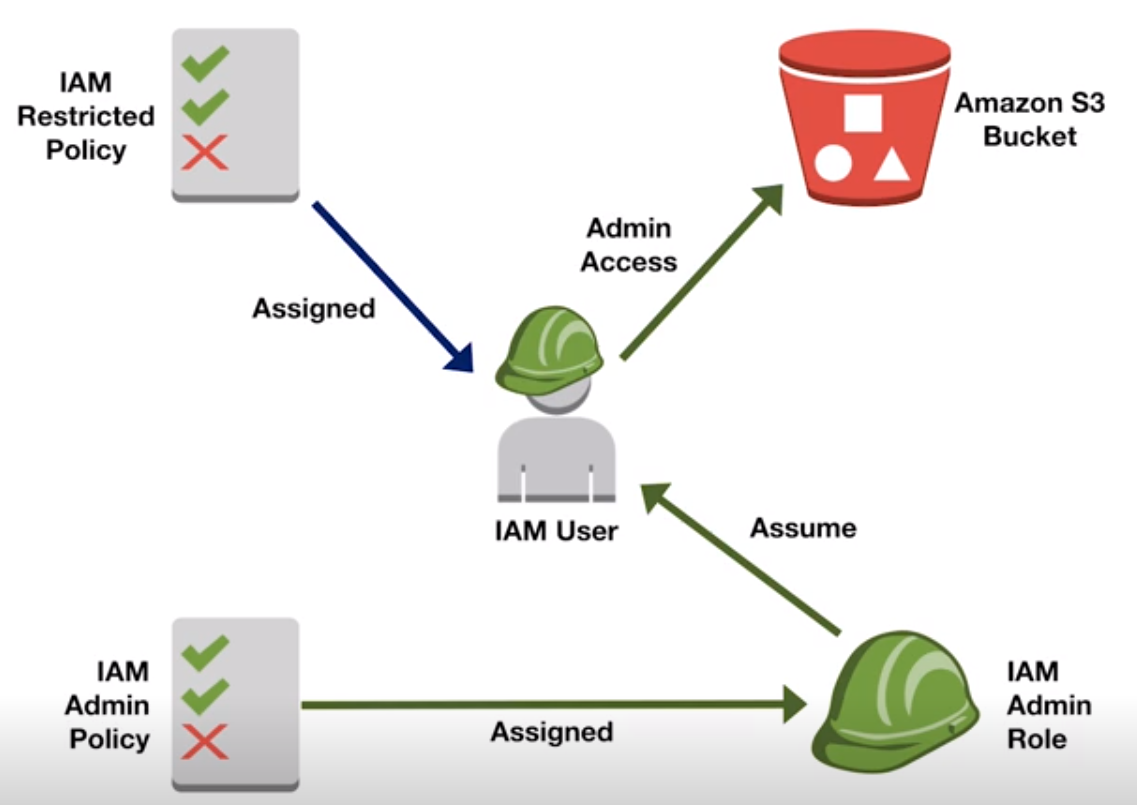 IAM
Restricted
Policy
Amazon S3
Bucket
Admin
Access
Assigned
IAM User
Assume
IAM
Admin
Policy
Assigned
IAM
Admin
Role